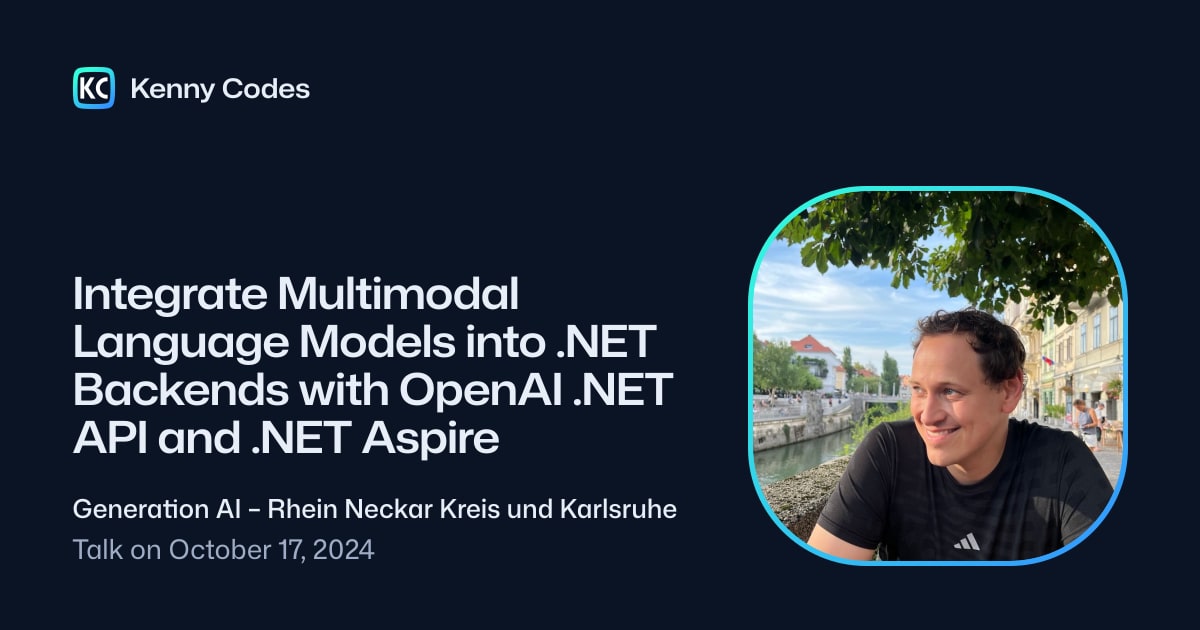 KC
Kenny Codes
Integrate Multimodal
Language Models into .NET
Backends with OpenAI .NET
API and .NET Aspire
Generation AI – Rhein Neckar Kreis und Karlsruhe
Talk on October 17, 2024